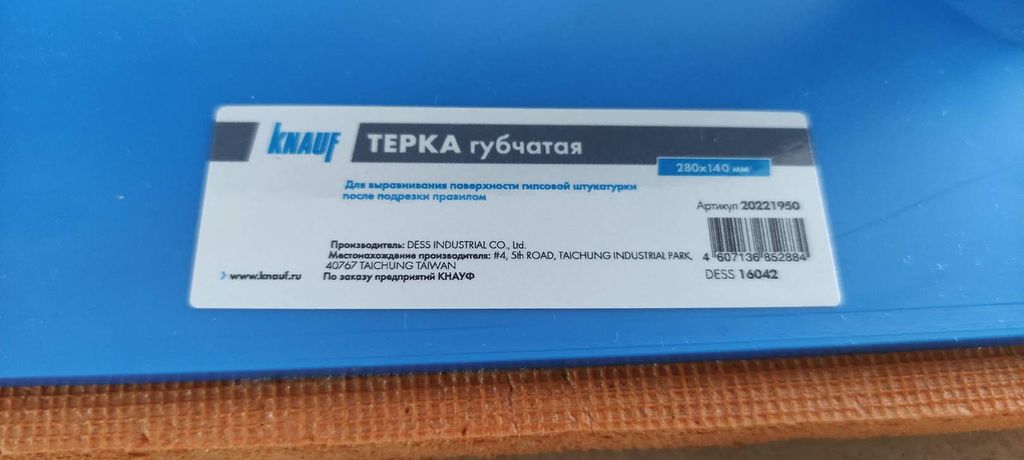 KNAUF ТЕРКА губчатая
280х140 мм
Для выравнивания поверхности гипсовой штукатурки
после подрезки правилом
Артикул 20221950
Производитель: DESS INDUSTRIAL CO., Ltd.
Местонахождение производителя: #4, 5th ROAD, TAICHUNG INDUSTRIAL PARK,
40767 TAICHUNG TAIWAN
4 607136 852884
www.knauf.ru
По заказу предприятий КНАУФ
DESS 16042